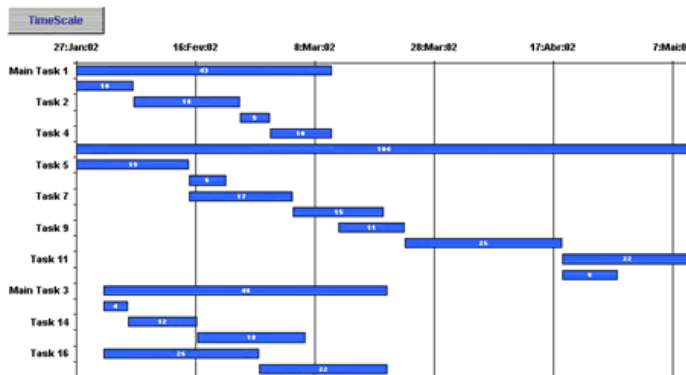 TimeScale
27:Jan:02 16:Fev:02 8:Mar:02 28:Mar:02 17:Abr:02 7:Mai:0
Main Task 1 43
10
Task 2 18
5
Task 4 10
104
Task 5 19
6
Task 7 17
15
Task 9 11
26
Task 11 22
9
Main Task 3 48
4
Task 14 12
18
Task 16 26
22